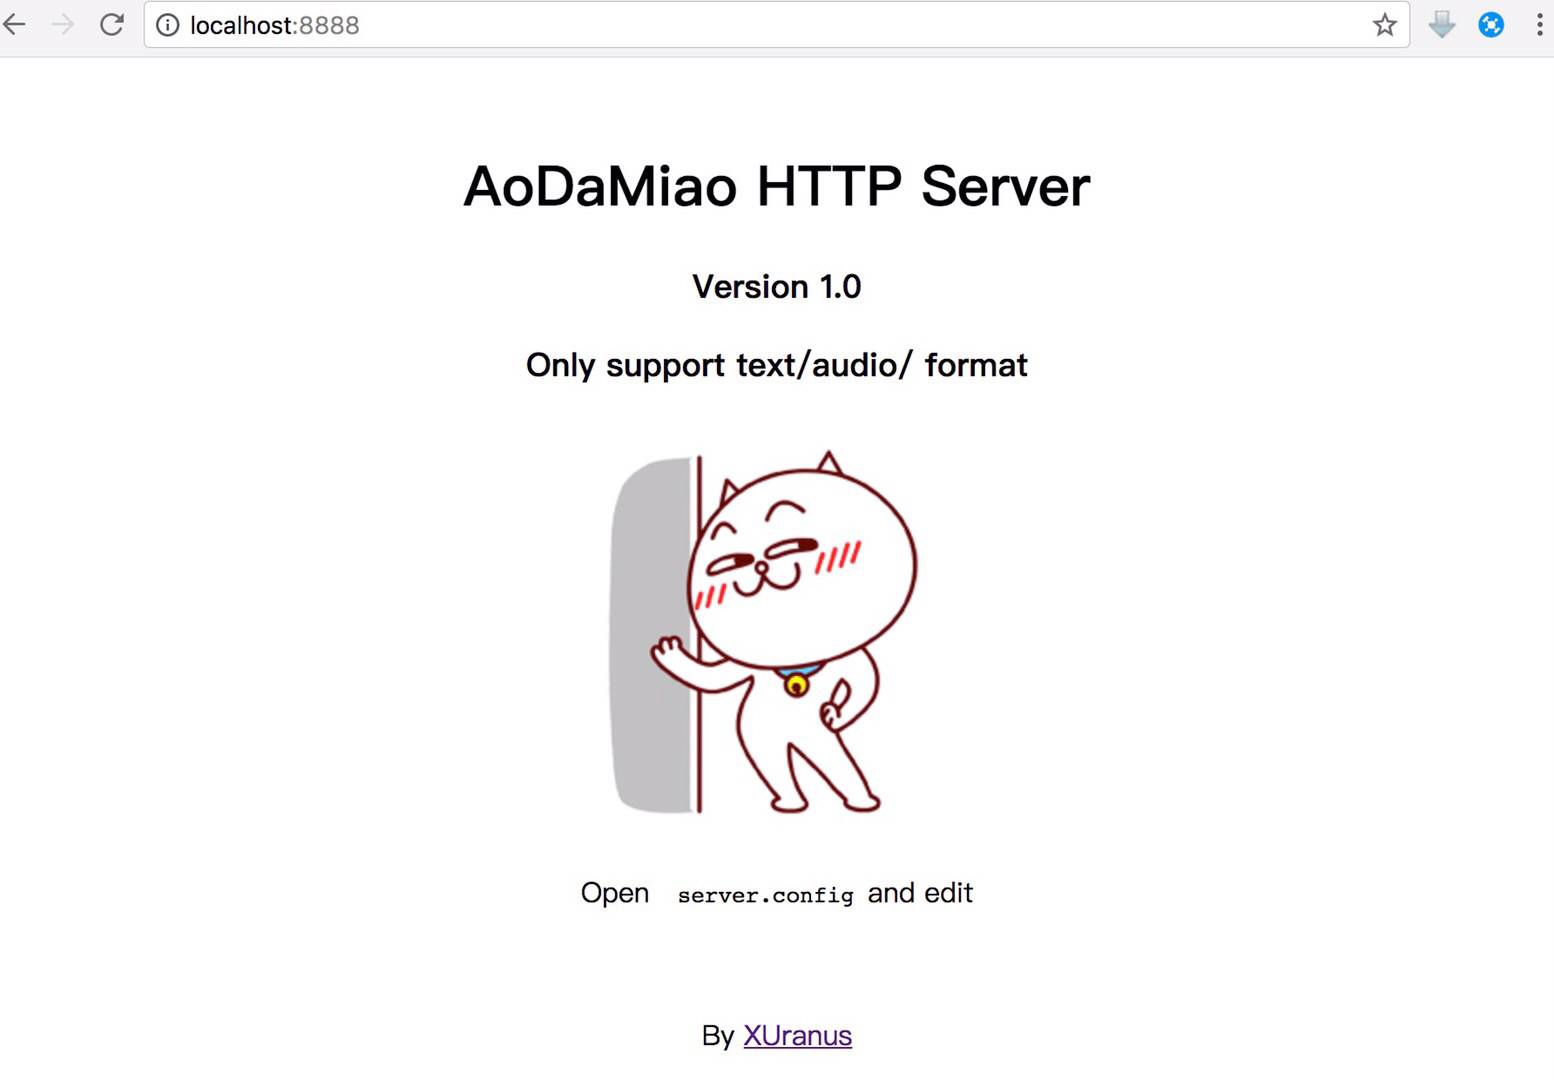 localhost:8888
AoDaMiao HTTP Server
Version 1.0
Only support text/audio/ format
Open server.config and edit
By XUranus